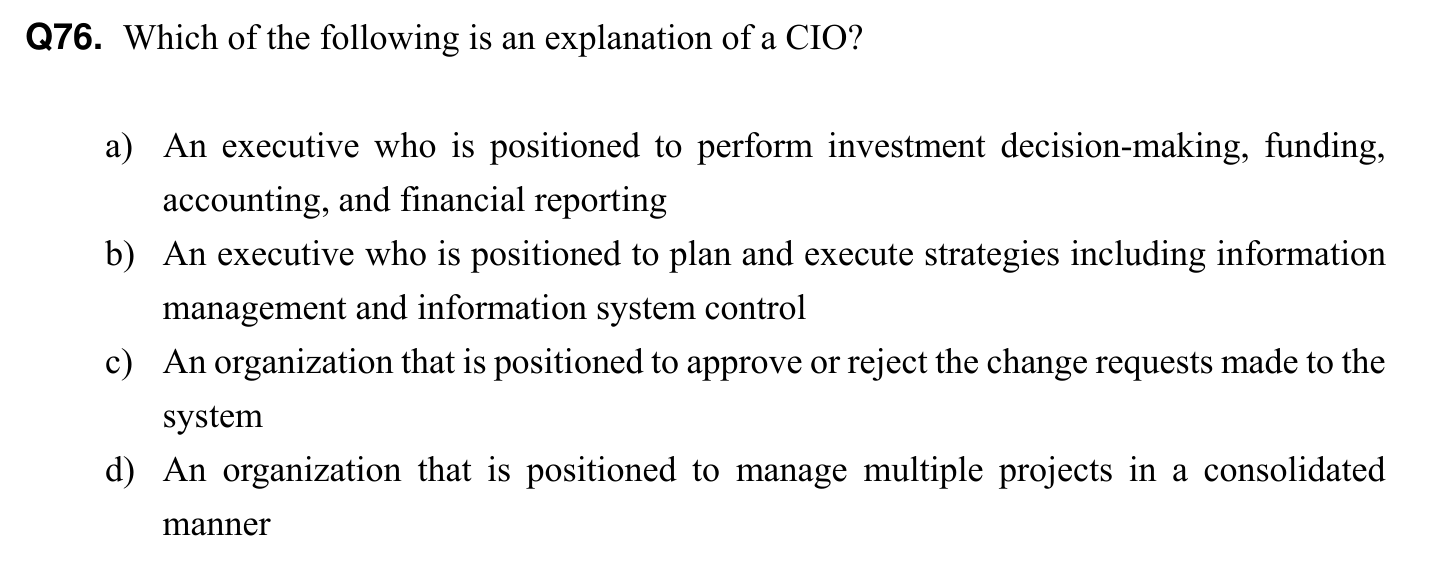 Q76. Which of the following is an explanation of a CIO?
a) An executive who is positioned to perform investment decision-making, funding,
accounting, and financial reporting
b) An executive who is positioned to plan and execute strategies including information
management and information system control
c) An organization that is positioned to approve or reject the change requests made to the
system
d) An organization that is positioned to manage multiple projects in a consolidated
manner